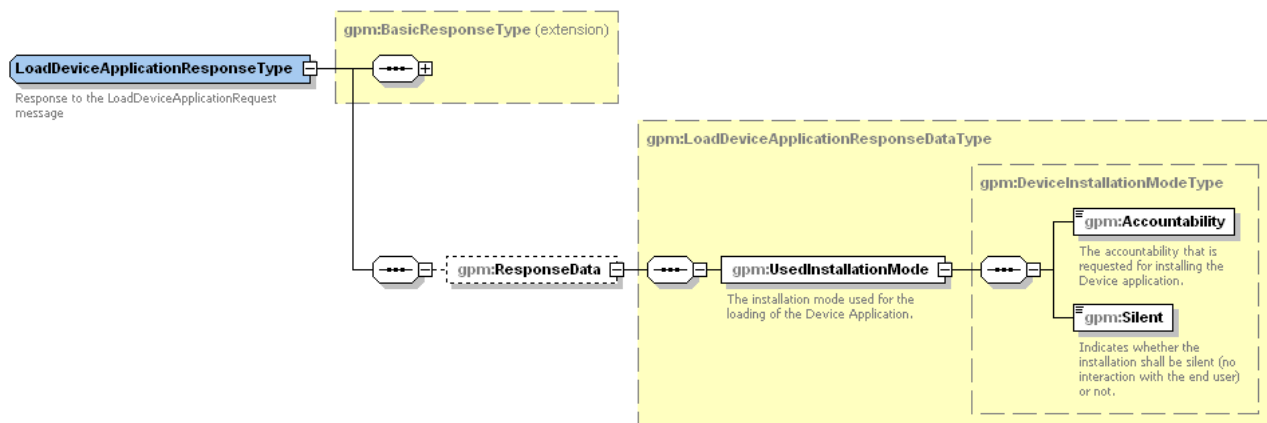 gpm:BasicResponseType (extension)
LoadDeviceApplicationResponseType
Response to the LoadDeviceApplicationRequest
message
gpm:LoadDeviceApplicationResponseDataType
gpm:DeviceInstallationModeType
gpm:Accountability
The accountability that is
requested for installing the
Device application.
gpm:ResponseData
gpm:UsedInstallationMode
The installation mode used for the
loading of the Device Application.
gpm:Silent
Indicates whether the
installation shall be silent (no
interaction with the end user)
or not.